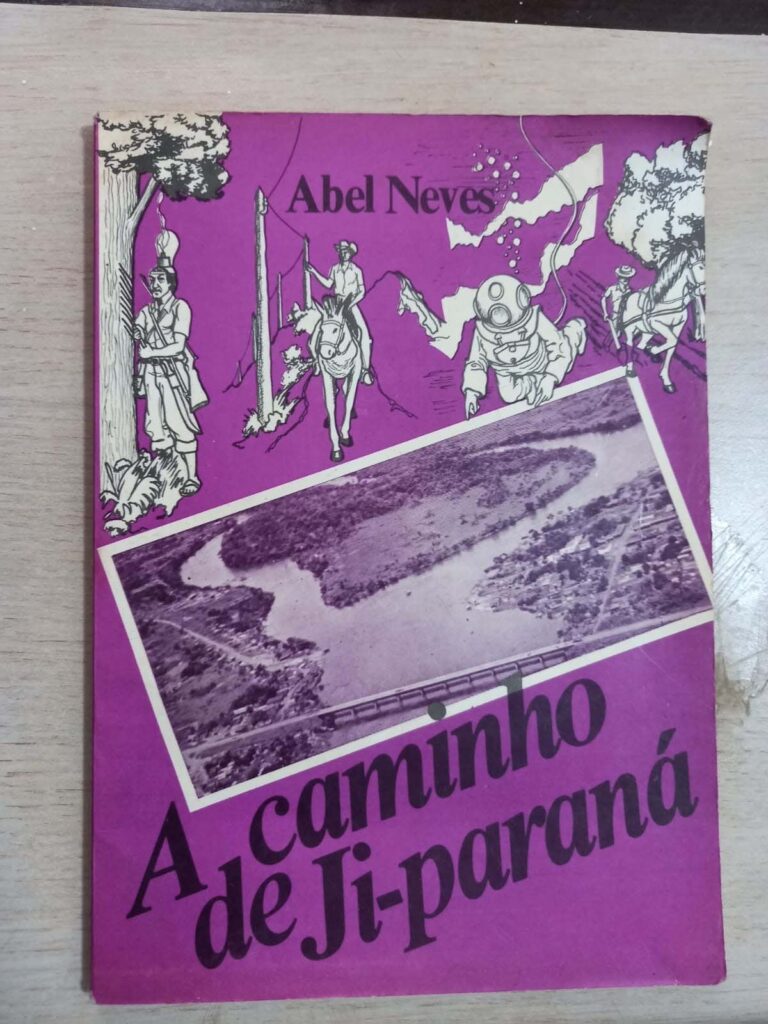 Abel Neves
A caminho
de Ji-paraná